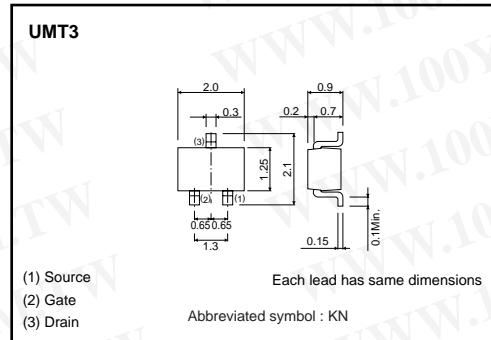 UMT3
2.0
0.3
(3)
1.25
2.1
(2)
(1)
0.65 0.65
1.3
0.9
0.2
0.7
0.15
0.1Min.
(1) Source
(2) Gate
(3) Drain
Each lead has same dimensions
Abbreviated symbol : KN